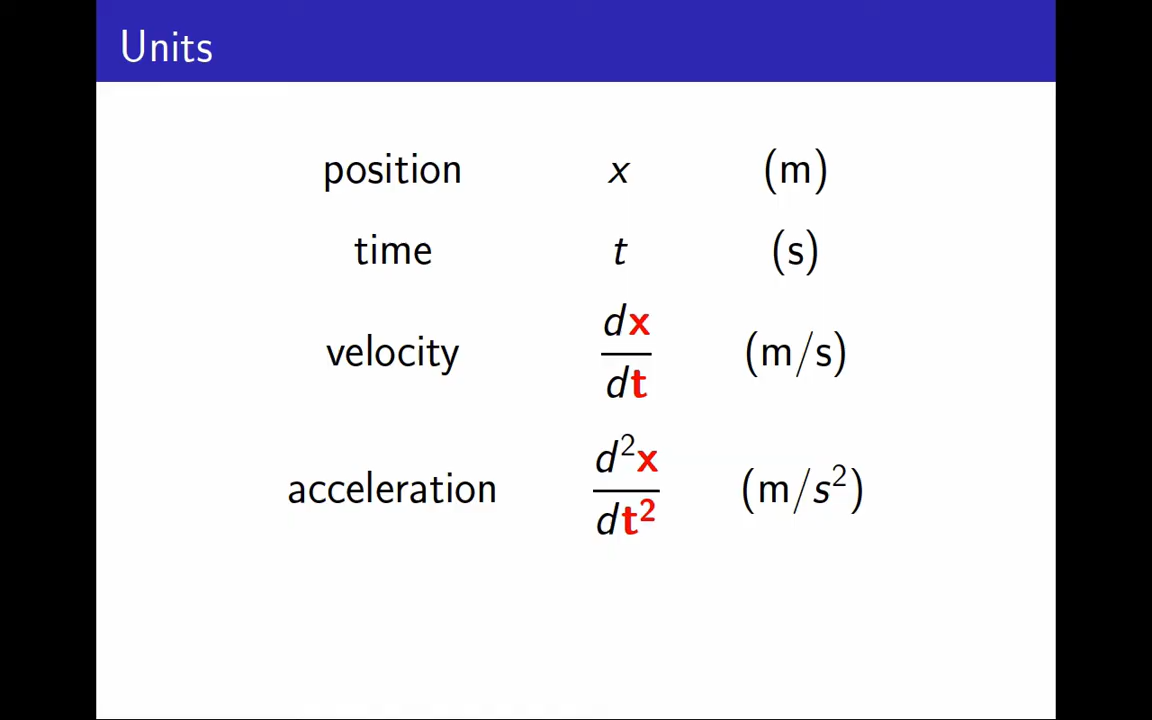 Units
position x (m)
time t (s)
velocity dx/dt (m/s)
acceleration d²x/dt² (m/s²)